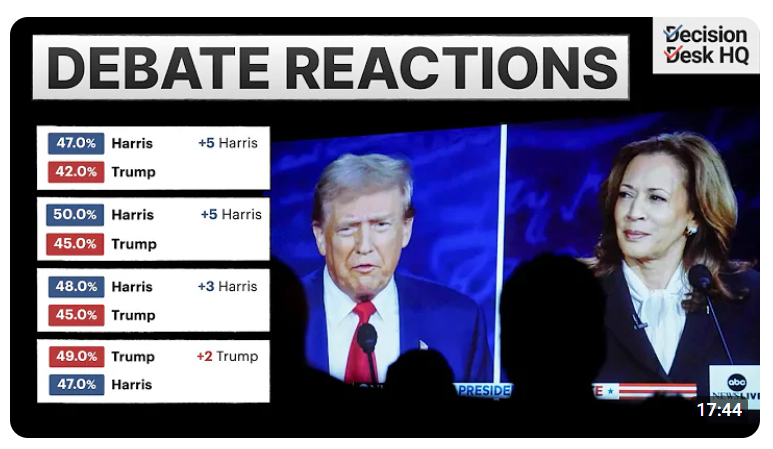 DEBATE REACTIONS
Decision
Desk HQ
47.0% Harris +5 Harris
42.0% Trump
50.0% Harris +5 Harris
45.0% Trump
48.0% Harris +3 Harris
45.0% Trump
49.0% Trump +2 Trump
47.0% Harris
PRESIDE
E
abc
NEWS LIVE
17:44